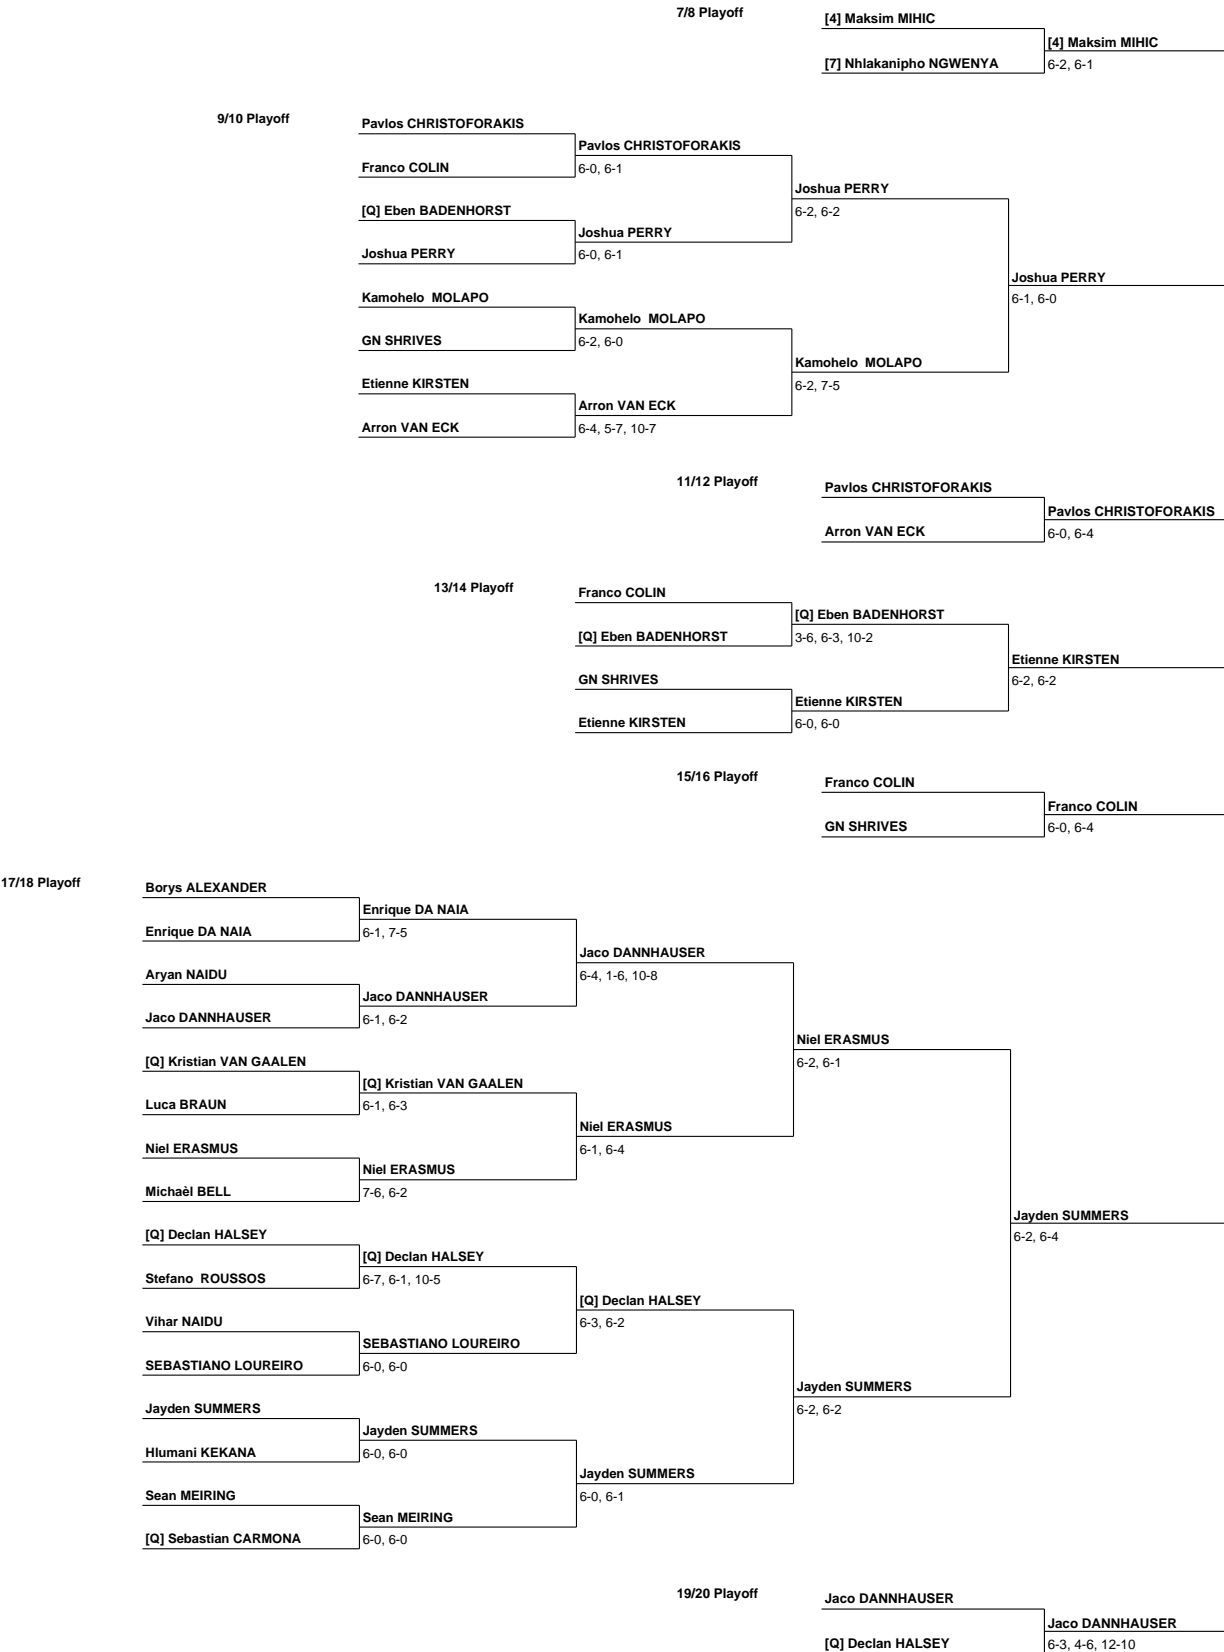 7/8 Playoff
[4] Maksim MIHIC
[4] Maksim MIHIC
[7] Nhlakanipho NGWENYA
6-2, 6-1
9/10 Playoff
Pavlos CHRISTOFORAKIS
Pavlos CHRISTOFORAKIS
Franco COLIN
6-0, 6-1
Joshua PERRY
[Q] Eben BADENHORST
6-2, 6-2
Joshua PERRY
Joshua PERRY
6-0, 6-1
Joshua PERRY
Kamohelo  MOLAPO
6-1, 6-0
Kamohelo  MOLAPO
GN SHRIVES
6-2, 6-0
Kamohelo  MOLAPO
Etienne KIRSTEN
6-2, 7-5
Arron VAN ECK
Arron VAN ECK
6-4, 5-7, 10-7
11/12 Playoff
Pavlos CHRISTOFORAKIS
Pavlos CHRISTOFORAKIS
Arron VAN ECK
6-0, 6-4
13/14 Playoff
Franco COLIN
[Q] Eben BADENHORST
[Q] Eben BADENHORST
3-6, 6-3, 10-2
Etienne KIRSTEN
GN SHRIVES
6-2, 6-2
Etienne KIRSTEN
Etienne KIRSTEN
6-0, 6-0
15/16 Playoff
Franco COLIN
Franco COLIN
GN SHRIVES
6-0, 6-4
17/18 Playoff
Borys ALEXANDER
Enrique DA NAIA
Enrique DA NAIA
6-1, 7-5
Jaco DANNHAUSER
Aryan NAIDU
6-4, 1-6, 10-8
Jaco DANNHAUSER
Jaco DANNHAUSER
6-1, 6-2
Niel ERASMUS
[Q] Kristian VAN GAALEN
6-2, 6-1
[Q] Kristian VAN GAALEN
Luca BRAUN
6-1, 6-3
Niel ERASMUS
Niel ERASMUS
6-1, 6-4
Niel ERASMUS
Michaèl BELL
7-6, 6-2
Jayden SUMMERS
[Q] Declan HALSEY
6-2, 6-4
[Q] Declan HALSEY
Stefano  ROUSSOS
6-7, 6-1, 10-5
[Q] Declan HALSEY
Vihar NAIDU
6-3, 6-2
SEBASTIANO LOUREIRO
SEBASTIANO LOUREIRO
6-0, 6-0
Jayden SUMMERS
Jayden SUMMERS
6-2, 6-2
Jayden SUMMERS
Hlumani KEKANA
6-0, 6-0
Jayden SUMMERS
Sean MEIRING
6-0, 6-1
Sean MEIRING
[Q] Sebastian CARMONA
6-0, 6-0
19/20 Playoff
Jaco DANNHAUSER
Jaco DANNHAUSER
[Q] Declan HALSEY
6-3, 4-6, 12-10